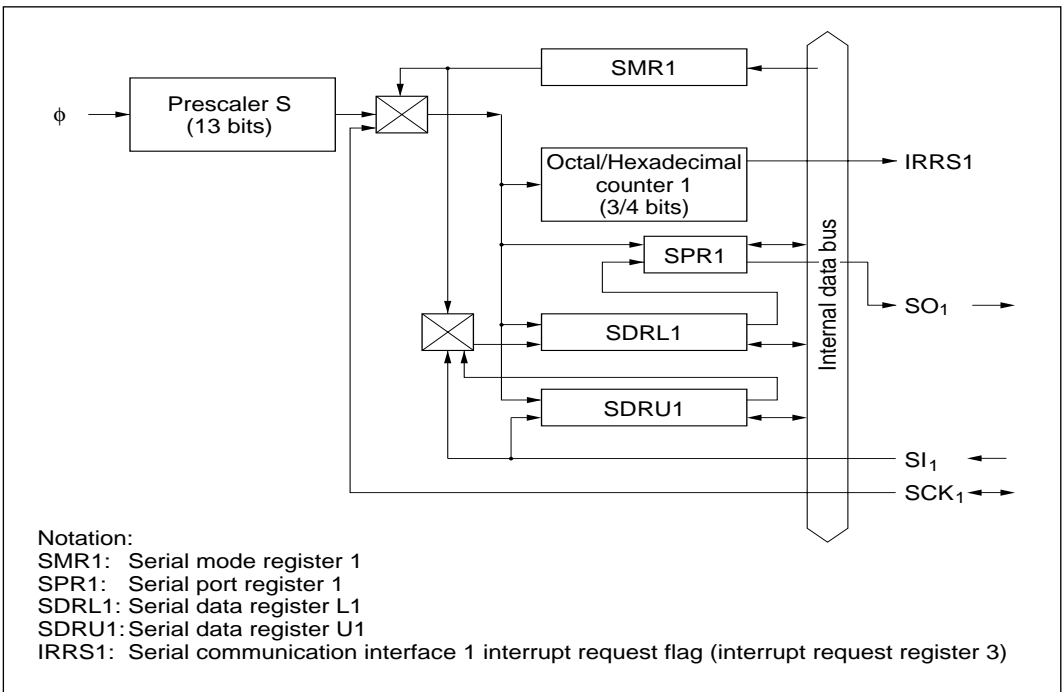 SMR1
Prescaler S
(13 bits)
ϕ
Octal/Hexadecimal
counter 1
(3/4 bits)
IRRS1
SPR1
Internal data bus
SO₁
SDRL1
SDRU1
SI₁
SCK₁
Notation:
SMR1: Serial mode register 1
SPR1: Serial port register 1
SDRL1: Serial data register L1
SDRU1: Serial data register U1
IRRS1: Serial communication interface 1 interrupt request flag (interrupt request register 3)